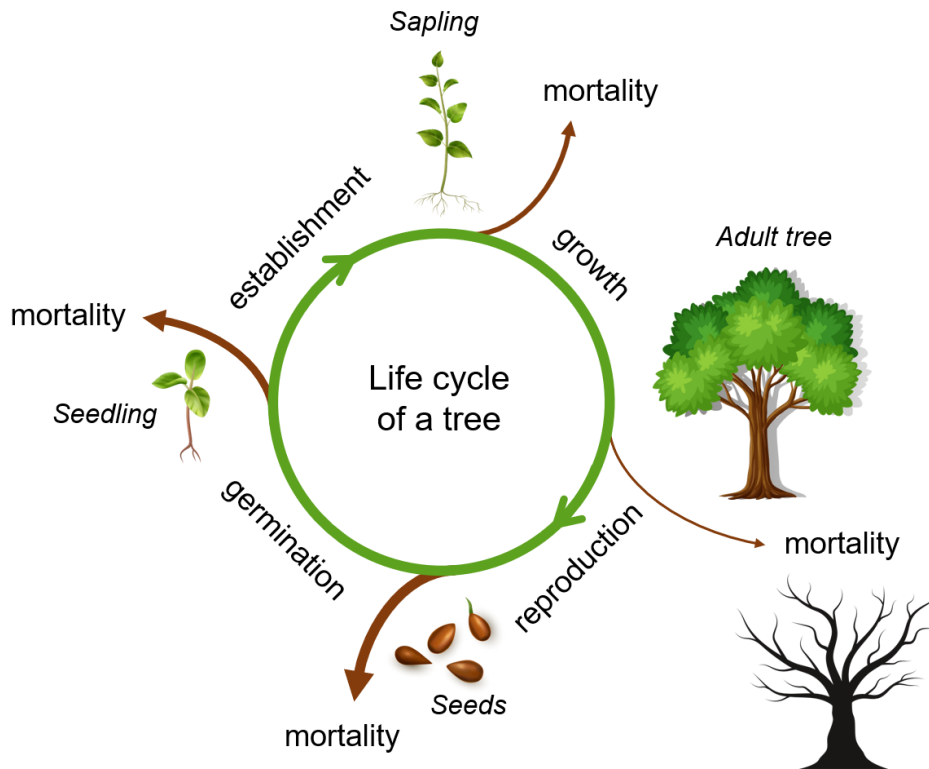 Sapling
mortality
establishment
growth
Adult tree
mortality
Life cycle
of a tree
Seedling
germination
reproduction
mortality
Seeds
mortality